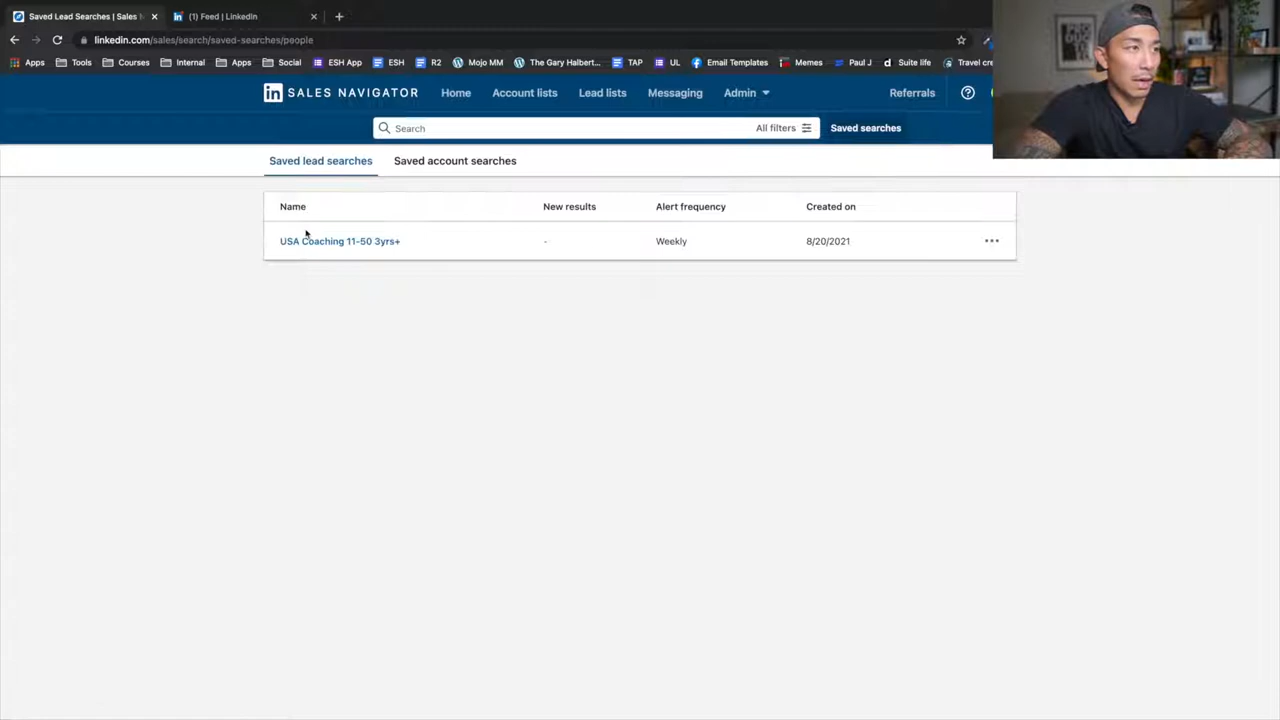 Saved Lead Searches | Sales
(1) Feed | LinkedIn
linkedin.com/sales/search/saved-searches/people
Apps Tools Courses Internal Apps Social ESH App ESH R2 Mojo MM The Gary Halbert... TAP UL Email Templates Memes Paul J Suite life Travel cre
in SALES NAVIGATOR Home Account lists Lead lists Messaging Admin Referrals
Search All filters Saved searches
Saved lead searches Saved account searches
Name New results Alert frequency Created on
USA Coaching 11-50 3yrs+ - Weekly 8/20/2021